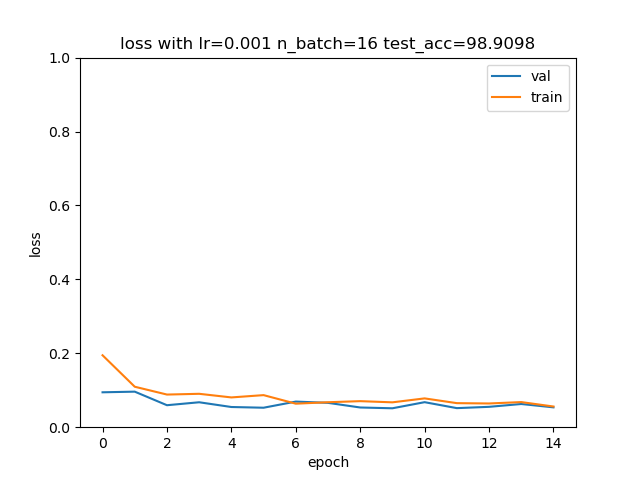 loss with lr=0.001 n_batch=16 test_acc=98.9098
val
train
1.0
0.8
0.6
0.4
0.2
0.0
loss
0 2 4 6 8 10 12 14
epoch